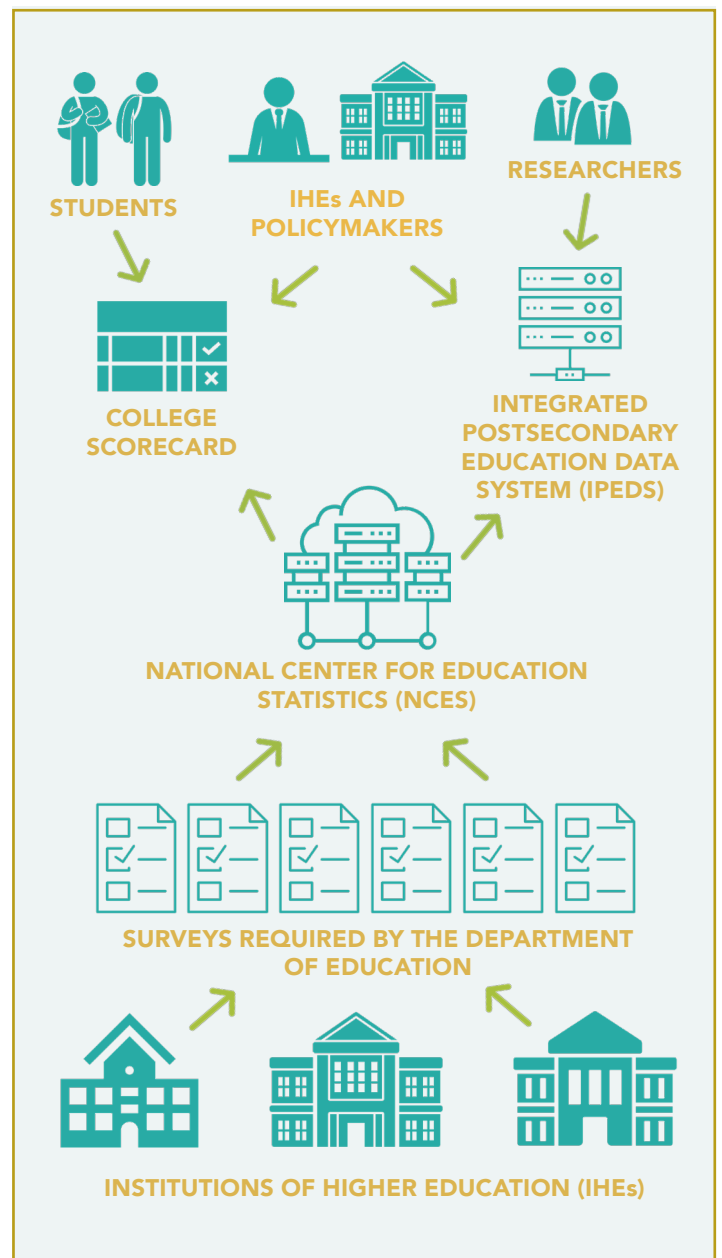 STUDENTS
IHEs AND
POLICYMAKERS
RESEARCHERS
COLLEGE
SCORECARD
INTEGRATED
POSTSECONDARY
EDUCATION DATA
SYSTEM (IPEDS)
NATIONAL CENTER FOR EDUCATION
STATISTICS (NCES)
SURVEYS REQUIRED BY THE DEPARTMENT
OF EDUCATION
INSTITUTIONS OF HIGHER EDUCATION (IHEs)